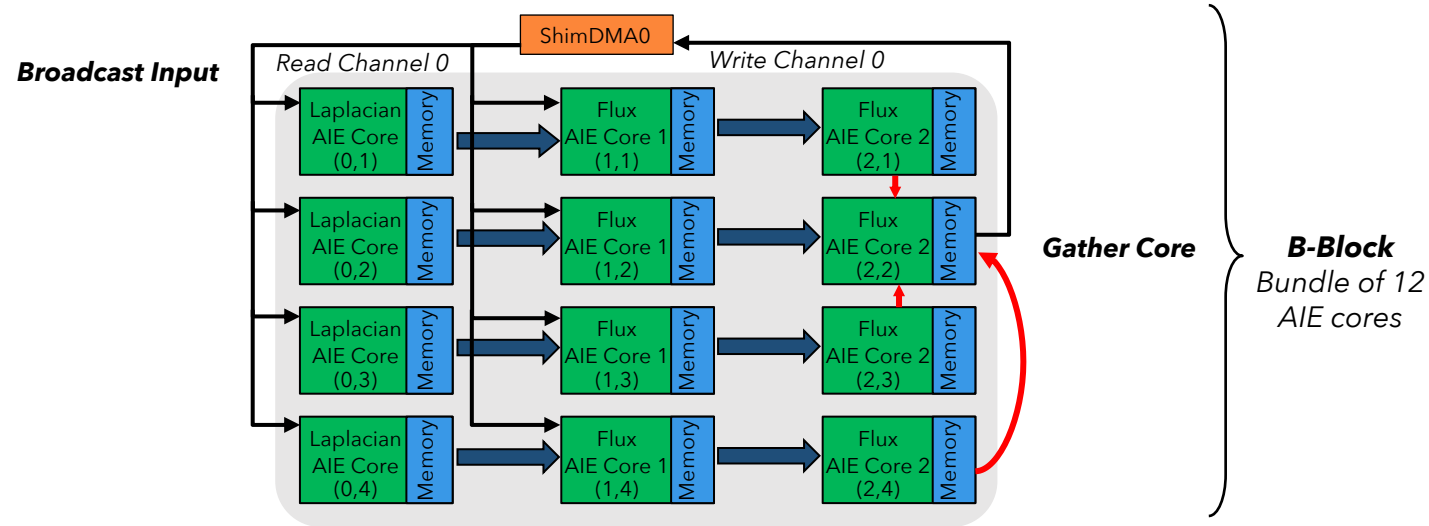 ShimDMA0
Broadcast Input
Read Channel 0
Write Channel 0
Laplacian
AIE Core
(0,1)
Memory
Flux
AIE Core 1
(1,1)
Memory
Flux
AIE Core 2
(2,1)
Memory
Laplacian
AIE Core
(0,2)
Memory
Flux
AIE Core 1
(1,2)
Memory
Flux
AIE Core 2
(2,2)
Memory
Gather Core
B-Block
Bundle of 12
AIE cores
Laplacian
AIE Core
(0,3)
Memory
Flux
AIE Core 1
(1,3)
Memory
Flux
AIE Core 2
(2,3)
Memory
Laplacian
AIE Core
(0,4)
Memory
Flux
AIE Core 1
(1,4)
Memory
Flux
AIE Core 2
(2,4)
Memory